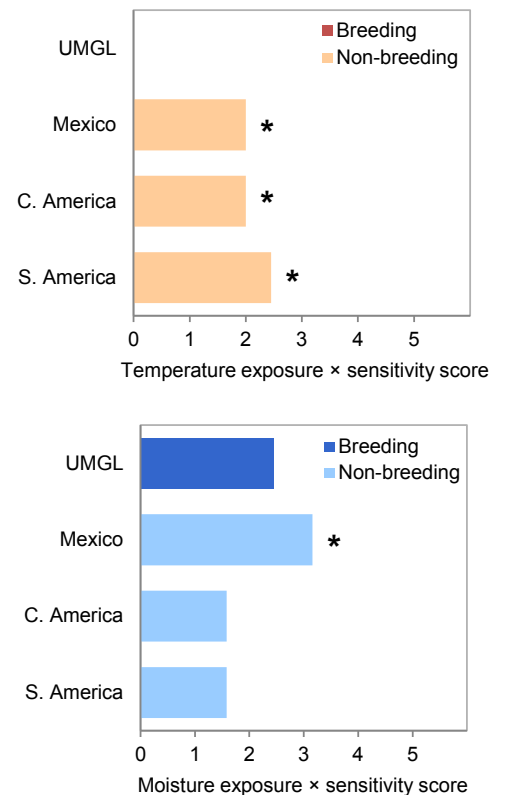 UMGL
Breeding
Non-breeding
Mexico
*
C. America
*
S. America
*
0 1 2 3 4 5
Temperature exposure × sensitivity score
UMGL
Breeding
Non-breeding
Mexico
*
C. America
S. America
0 1 2 3 4 5
Moisture exposure × sensitivity score